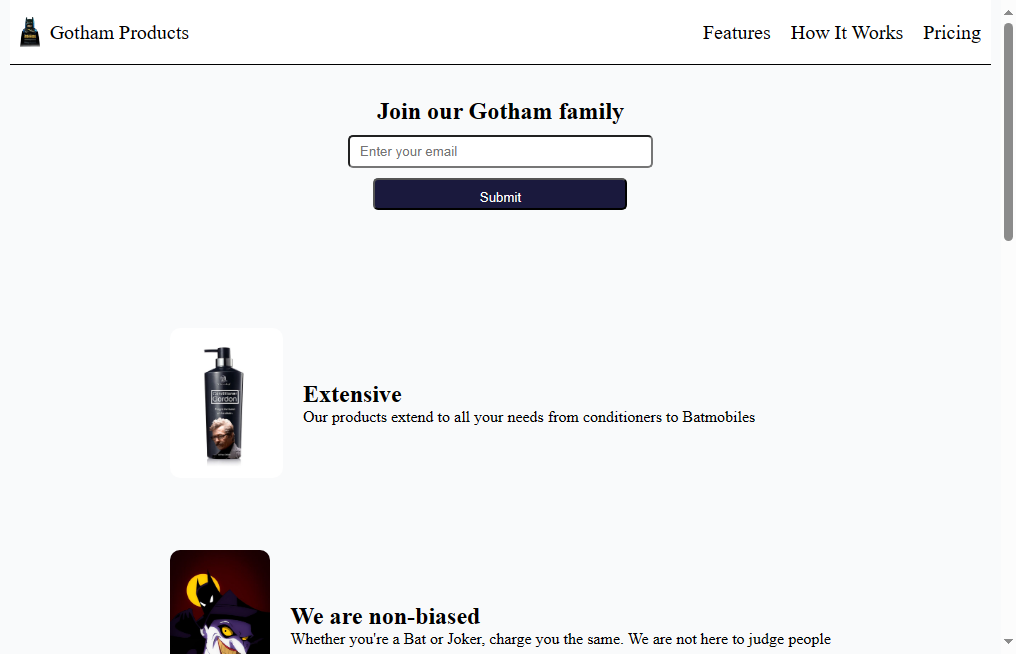 Gotham Products
Features
How It Works
Pricing
Join our Gotham family
Enter your email
Submit
Conditioner
Gordon
Extensive
Our products extend to all your needs from conditioners to Batmobiles
We are non-biased
Whether you're a Bat or Joker, charge you the same. We are not here to judge people